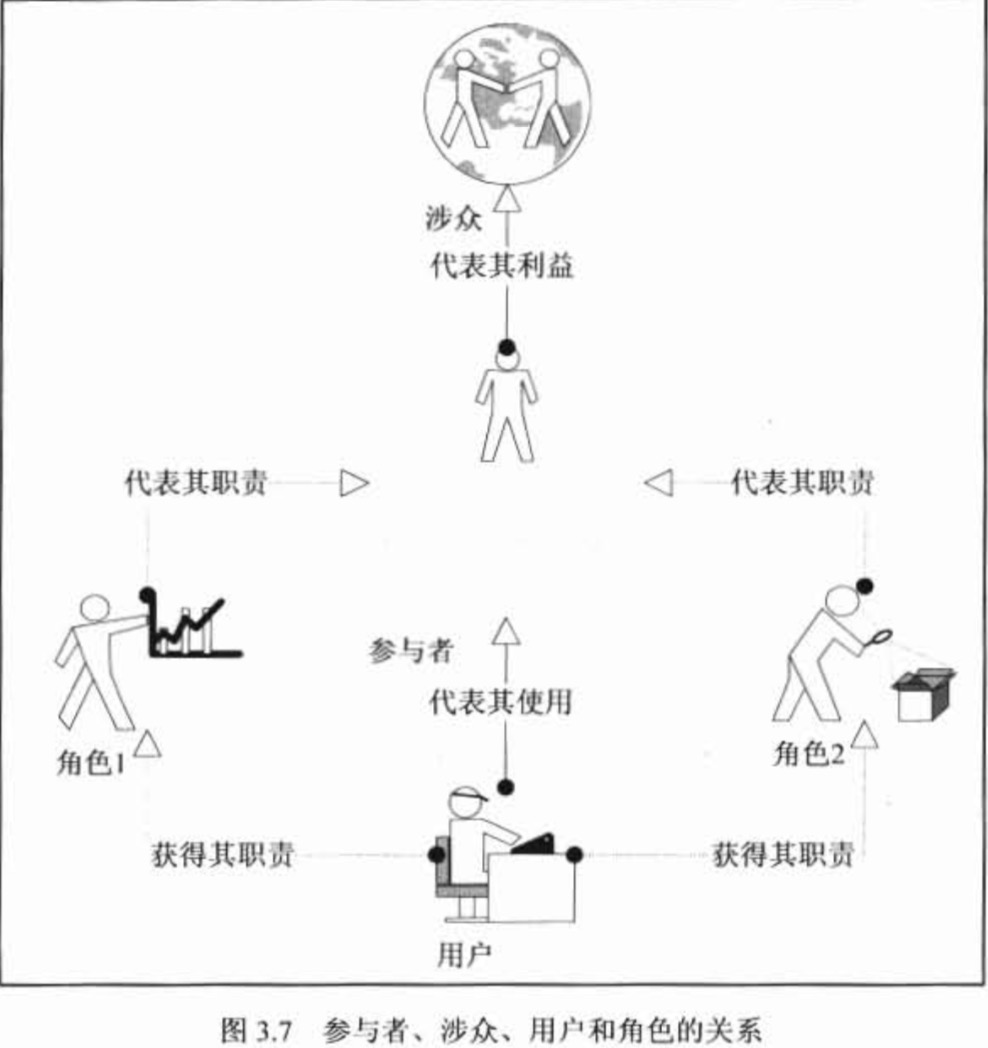 涉众
代表其利益
代表其职责
代表其职责
参与者
代表其使用
角色1
角色2
获得其职责
获得其职责
用户
图 3.7 参与者、涉众、用户和角色的关系